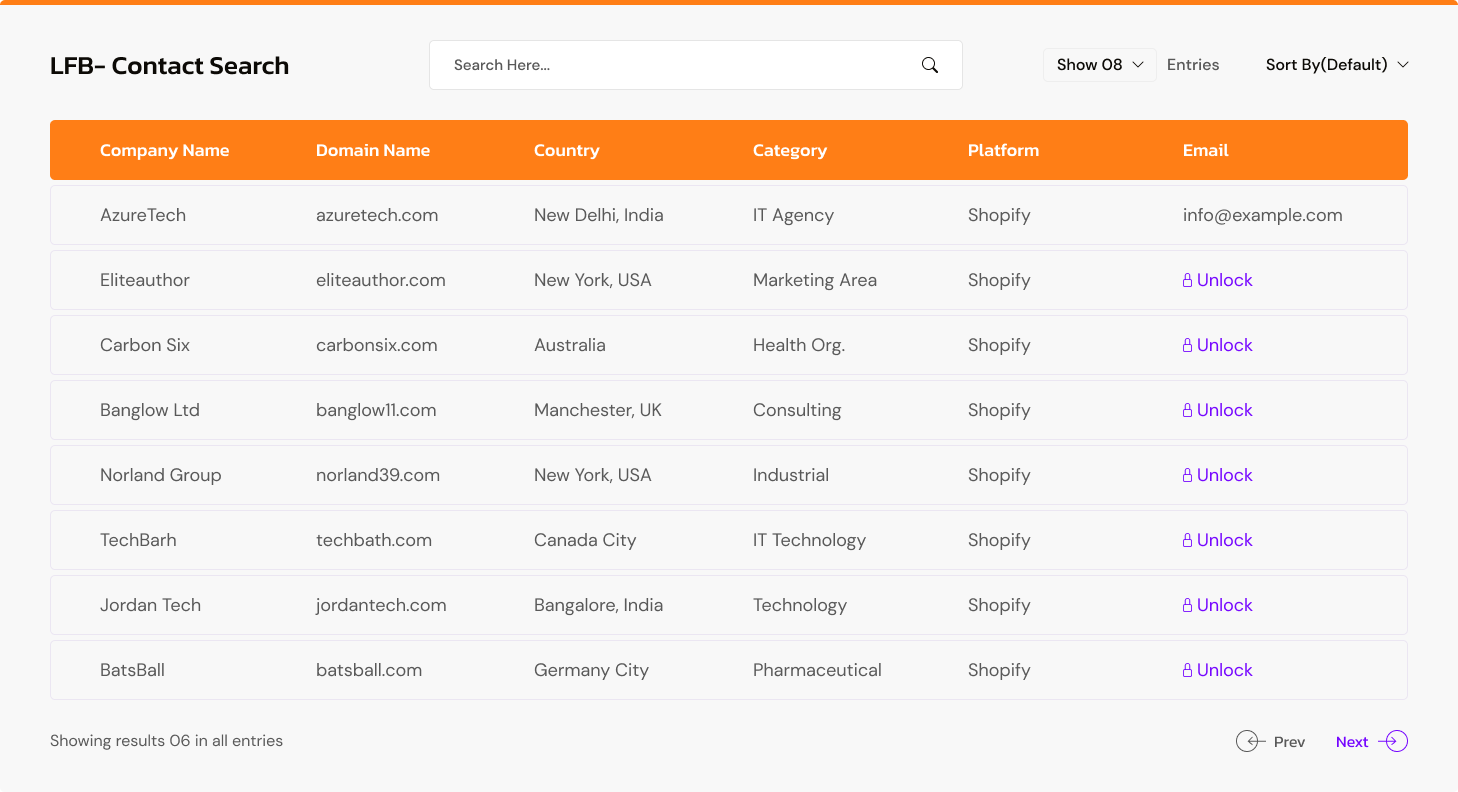 LFB- Contact Search
Search Here...
Show 08 Entries
Sort By(Default)
Company Name Domain Name Country Category Platform Email
AzureTech azuretech.com New Delhi, India IT Agency Shopify info@example.com
Eliteauthor eliteauthor.com New York, USA Marketing Area Shopify Unlock
Carbon Six carbonsix.com Australia Health Org. Shopify Unlock
Banglow Ltd banglow11.com Manchester, UK Consulting Shopify Unlock
Norland Group norland39.com New York, USA Industrial Shopify Unlock
TechBarh techbath.com Canada City IT Technology Shopify Unlock
Jordan Tech jordantech.com Bangalore, India Technology Shopify Unlock
BatsBall batsball.com Germany City Pharmaceutical Shopify Unlock
Showing results 06 in all entries
Prev Next